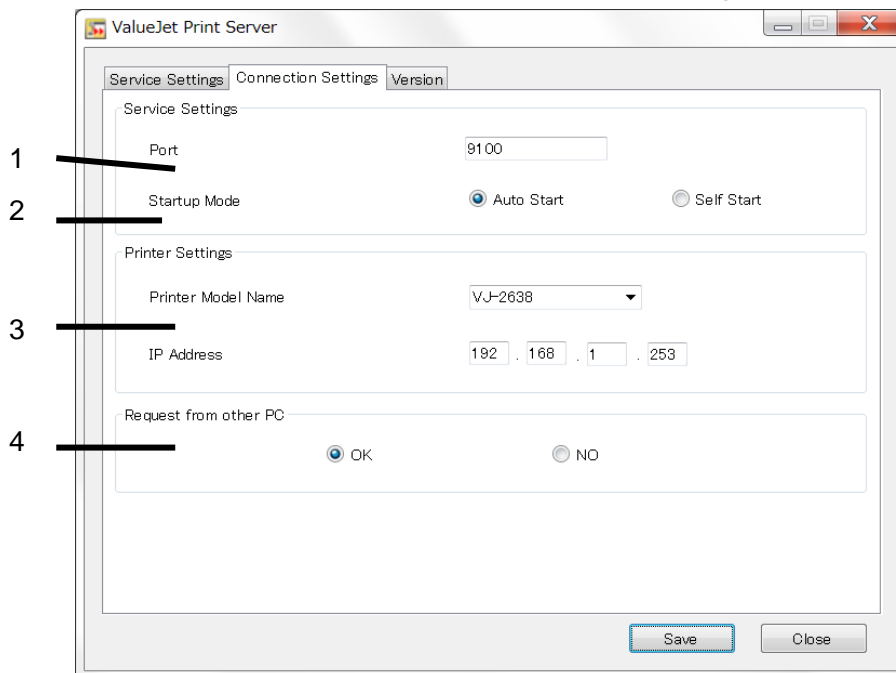 ValueJet Print Server
Service Settings Connection Settings Version
Service Settings
1 Port 9100
2 Startup Mode Auto Start Self Start
Printer Settings
Printer Model Name VJ-2638
3
IP Address 192 . 168 . 1 . 253
Request from other PC
4 OK NO
Save Close